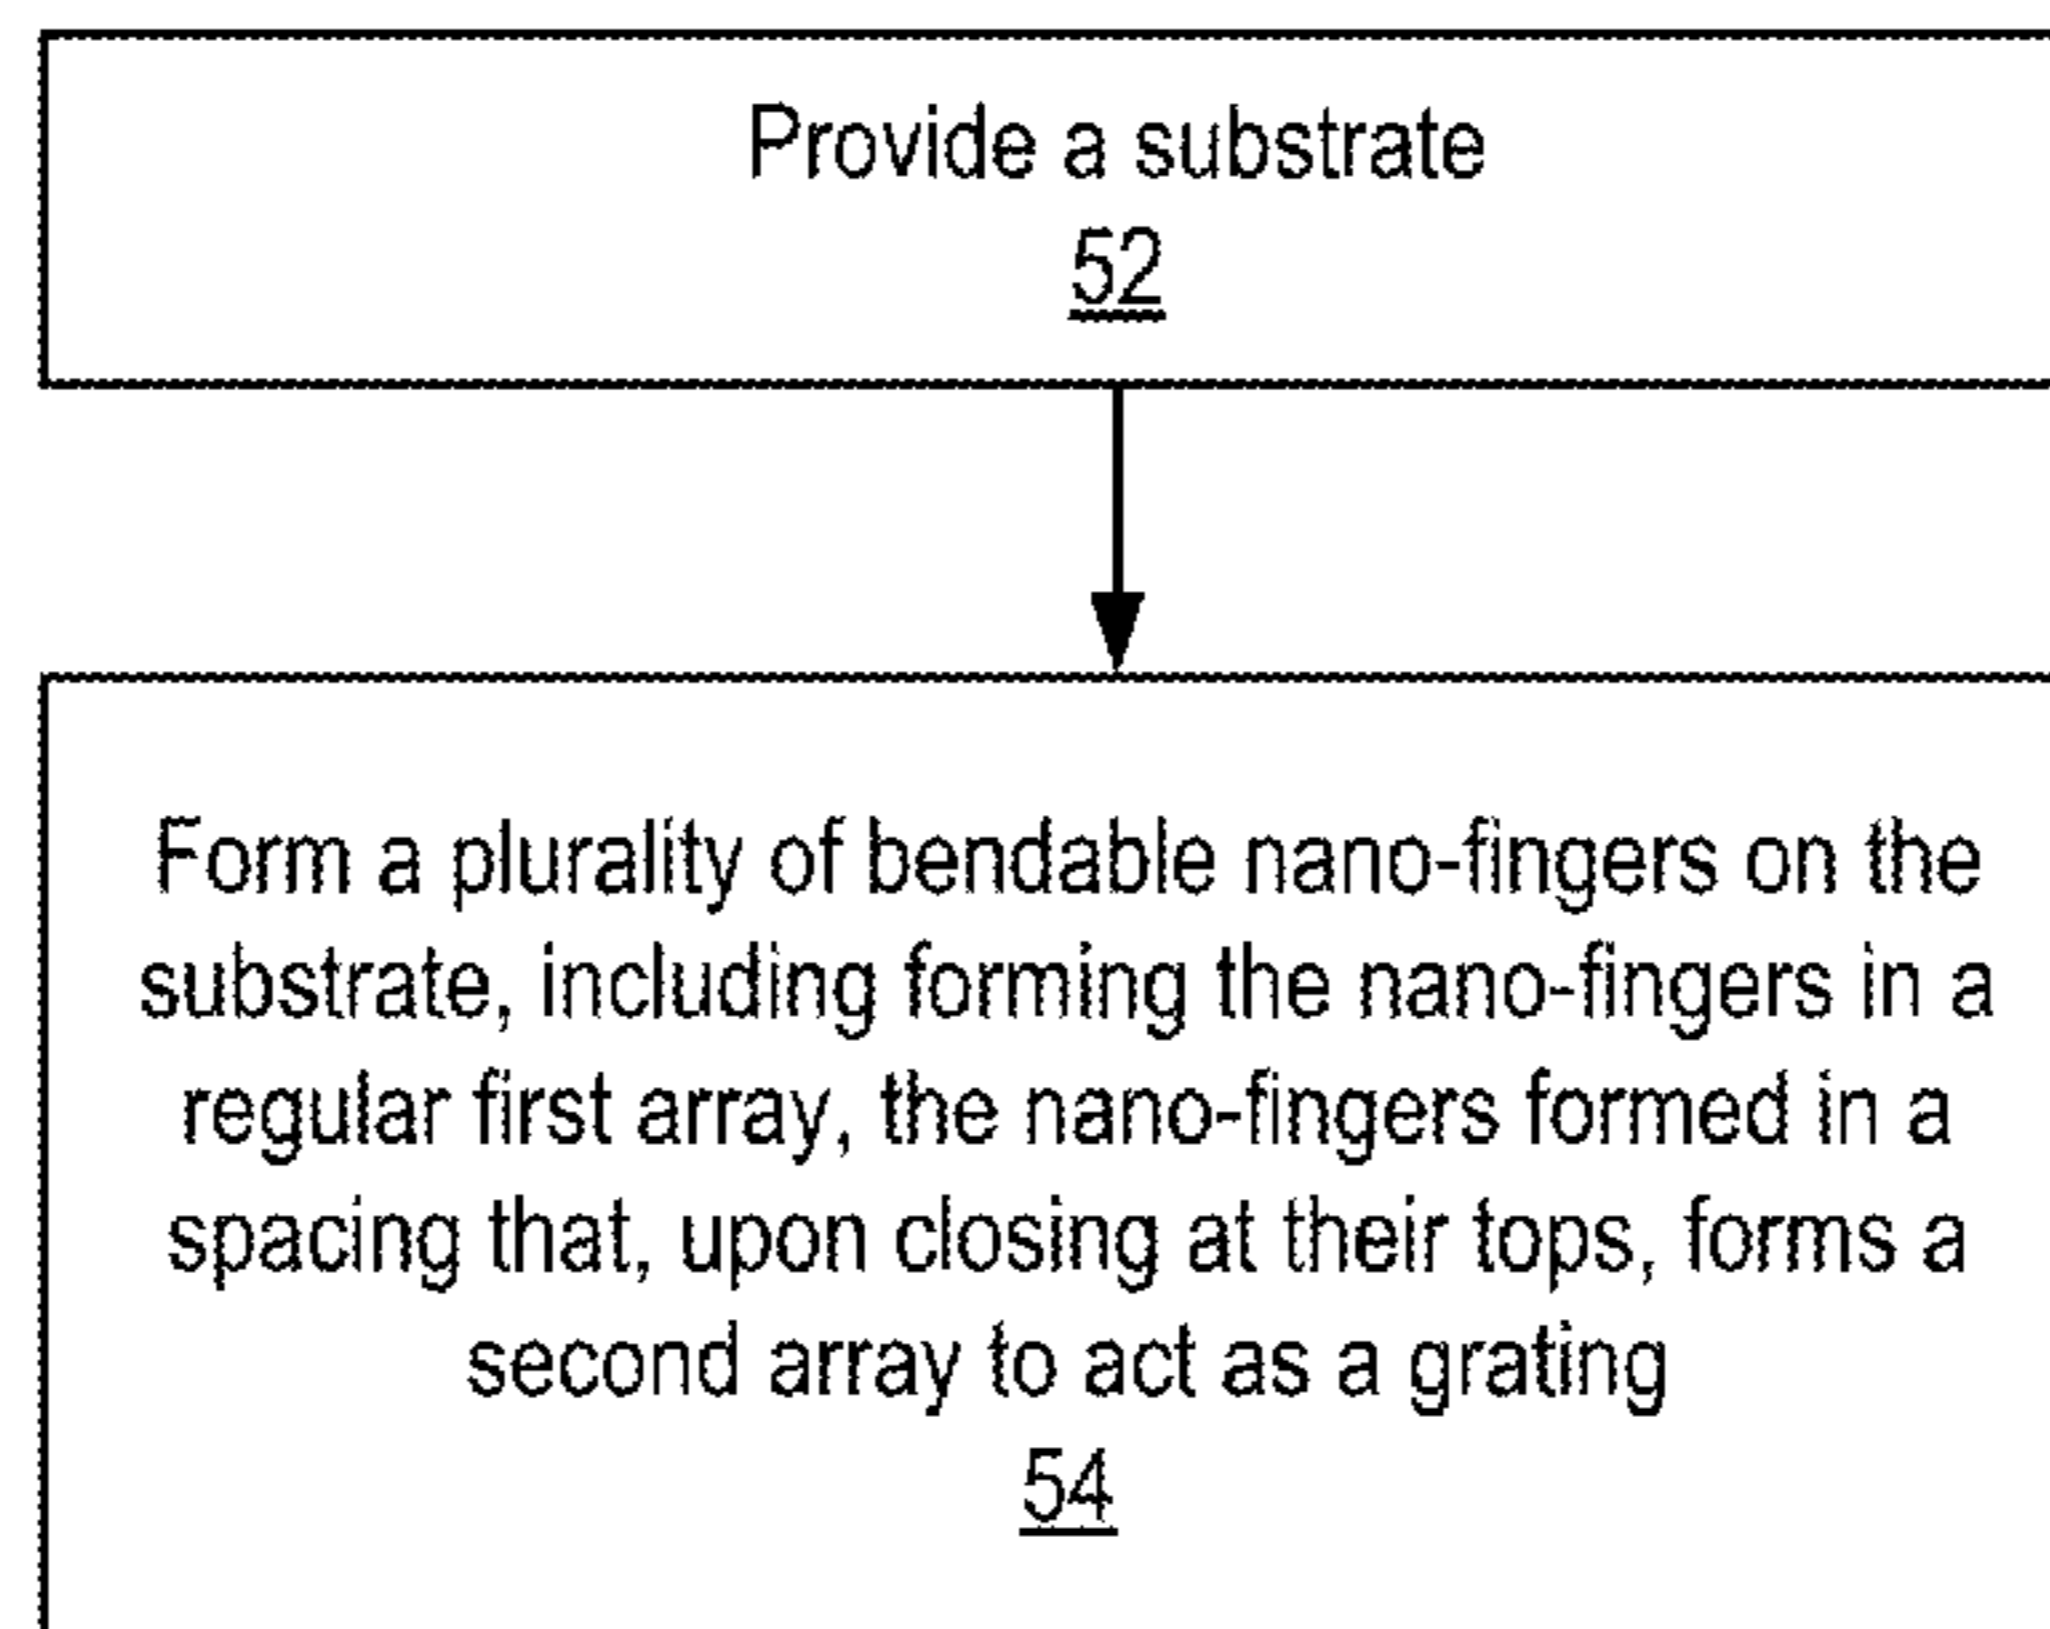 Provide a substrate
52
Form a plurality of bendable nano-fingers on the
substrate, including forming the nano-fingers in a
regular first array, the nano-fingers formed in a
spacing that, upon closing at their tops, forms a
second array to act as a grating
54